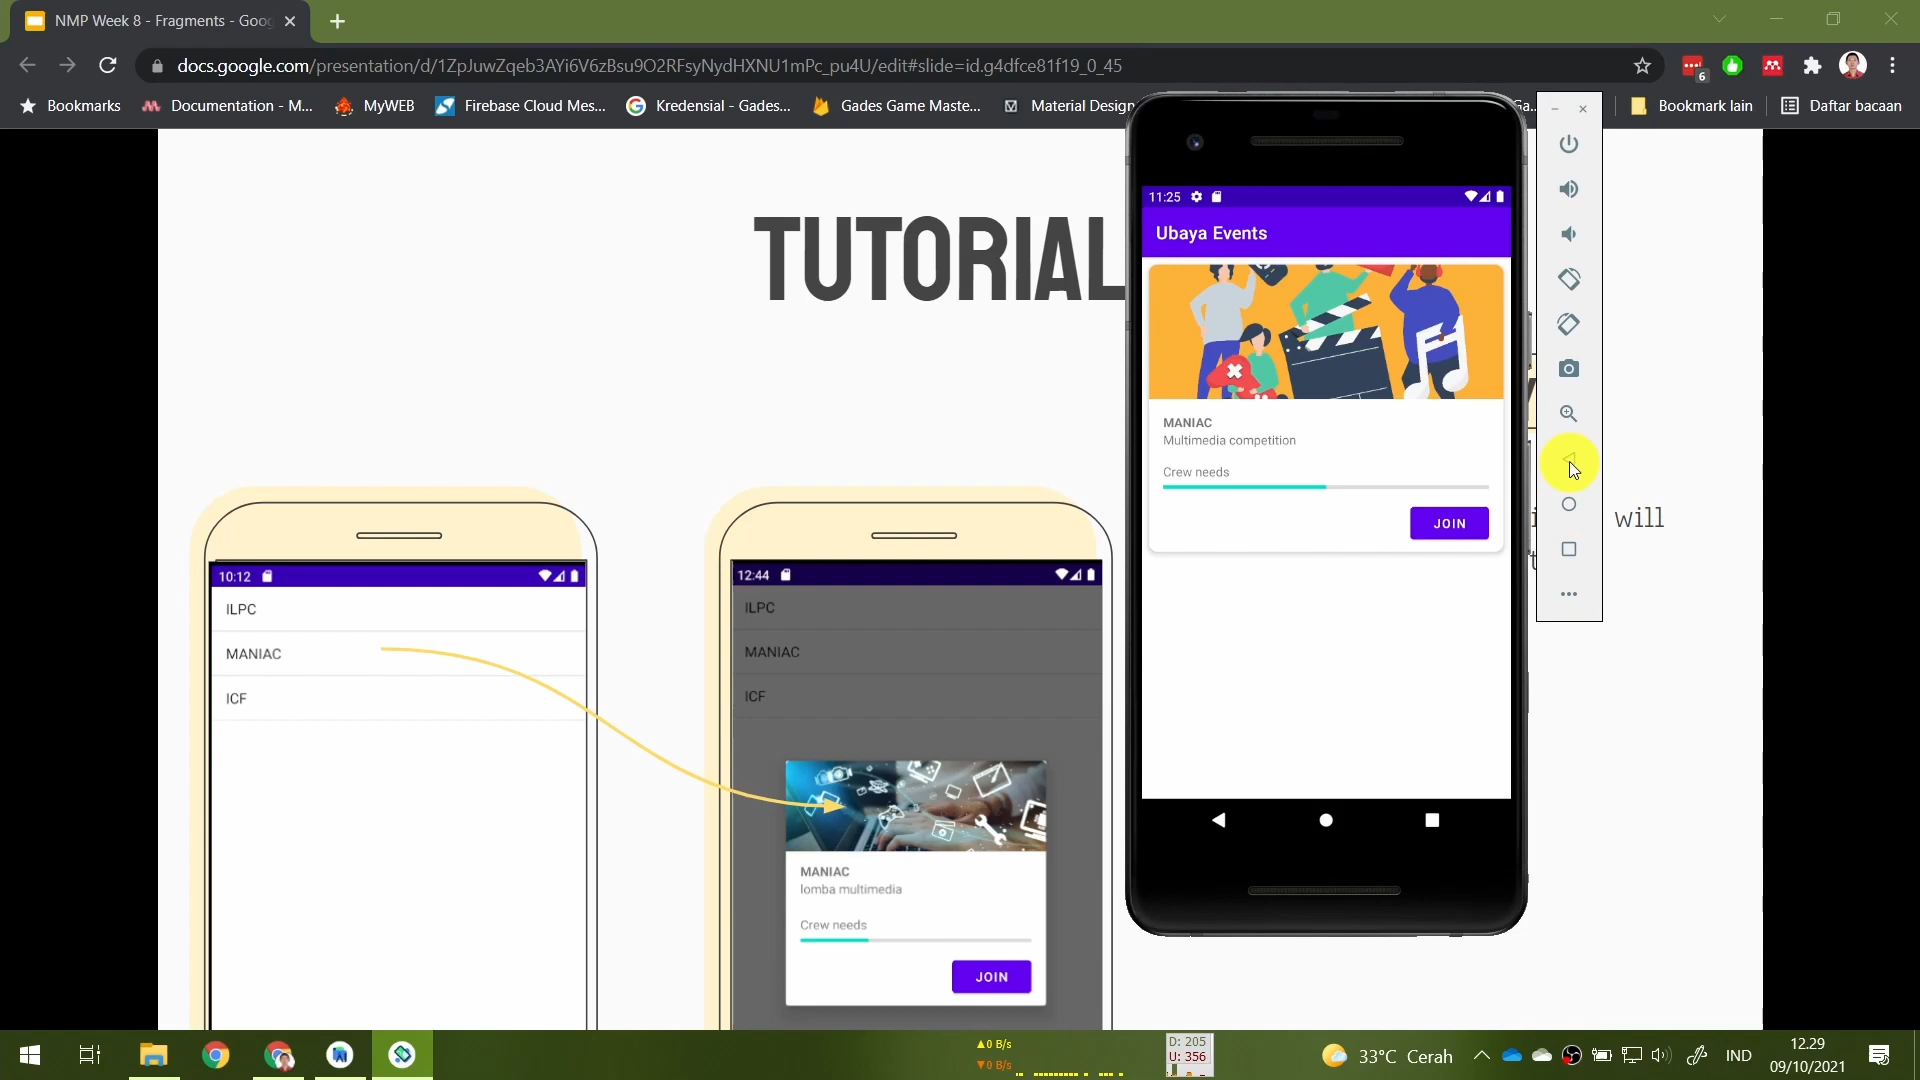 NMP Week 8 - Fragments - Goo
docs.google.com/presentation/d/1ZpJuwZqeb3AYi6V6zBsu9O2RFsyNydHXNU1mPc_pu4U/edit#slide=id.g4dfce81f19_0_45
6
Bookmarks
Documentation - M...
MyWEB
Firebase Cloud Mes...
Kredensial - Gades...
Gades Game Maste...
Material Design
Ga...
Bookmark lain
Daftar bacaan
TUTORIAL
11:25
Ubaya Events
MANIAC
Multimedia competition
Crew needs
JOIN
will
10:12
ILPC
MANIAC
ICF
12:44
ILPC
MANIAC
ICF
MANIAC
lomba multimedia
Crew needs
JOIN
▲0 B/s
▼0 B/s
D: 205
U: 356
33°C Cerah
IND
12.29
09/10/2021